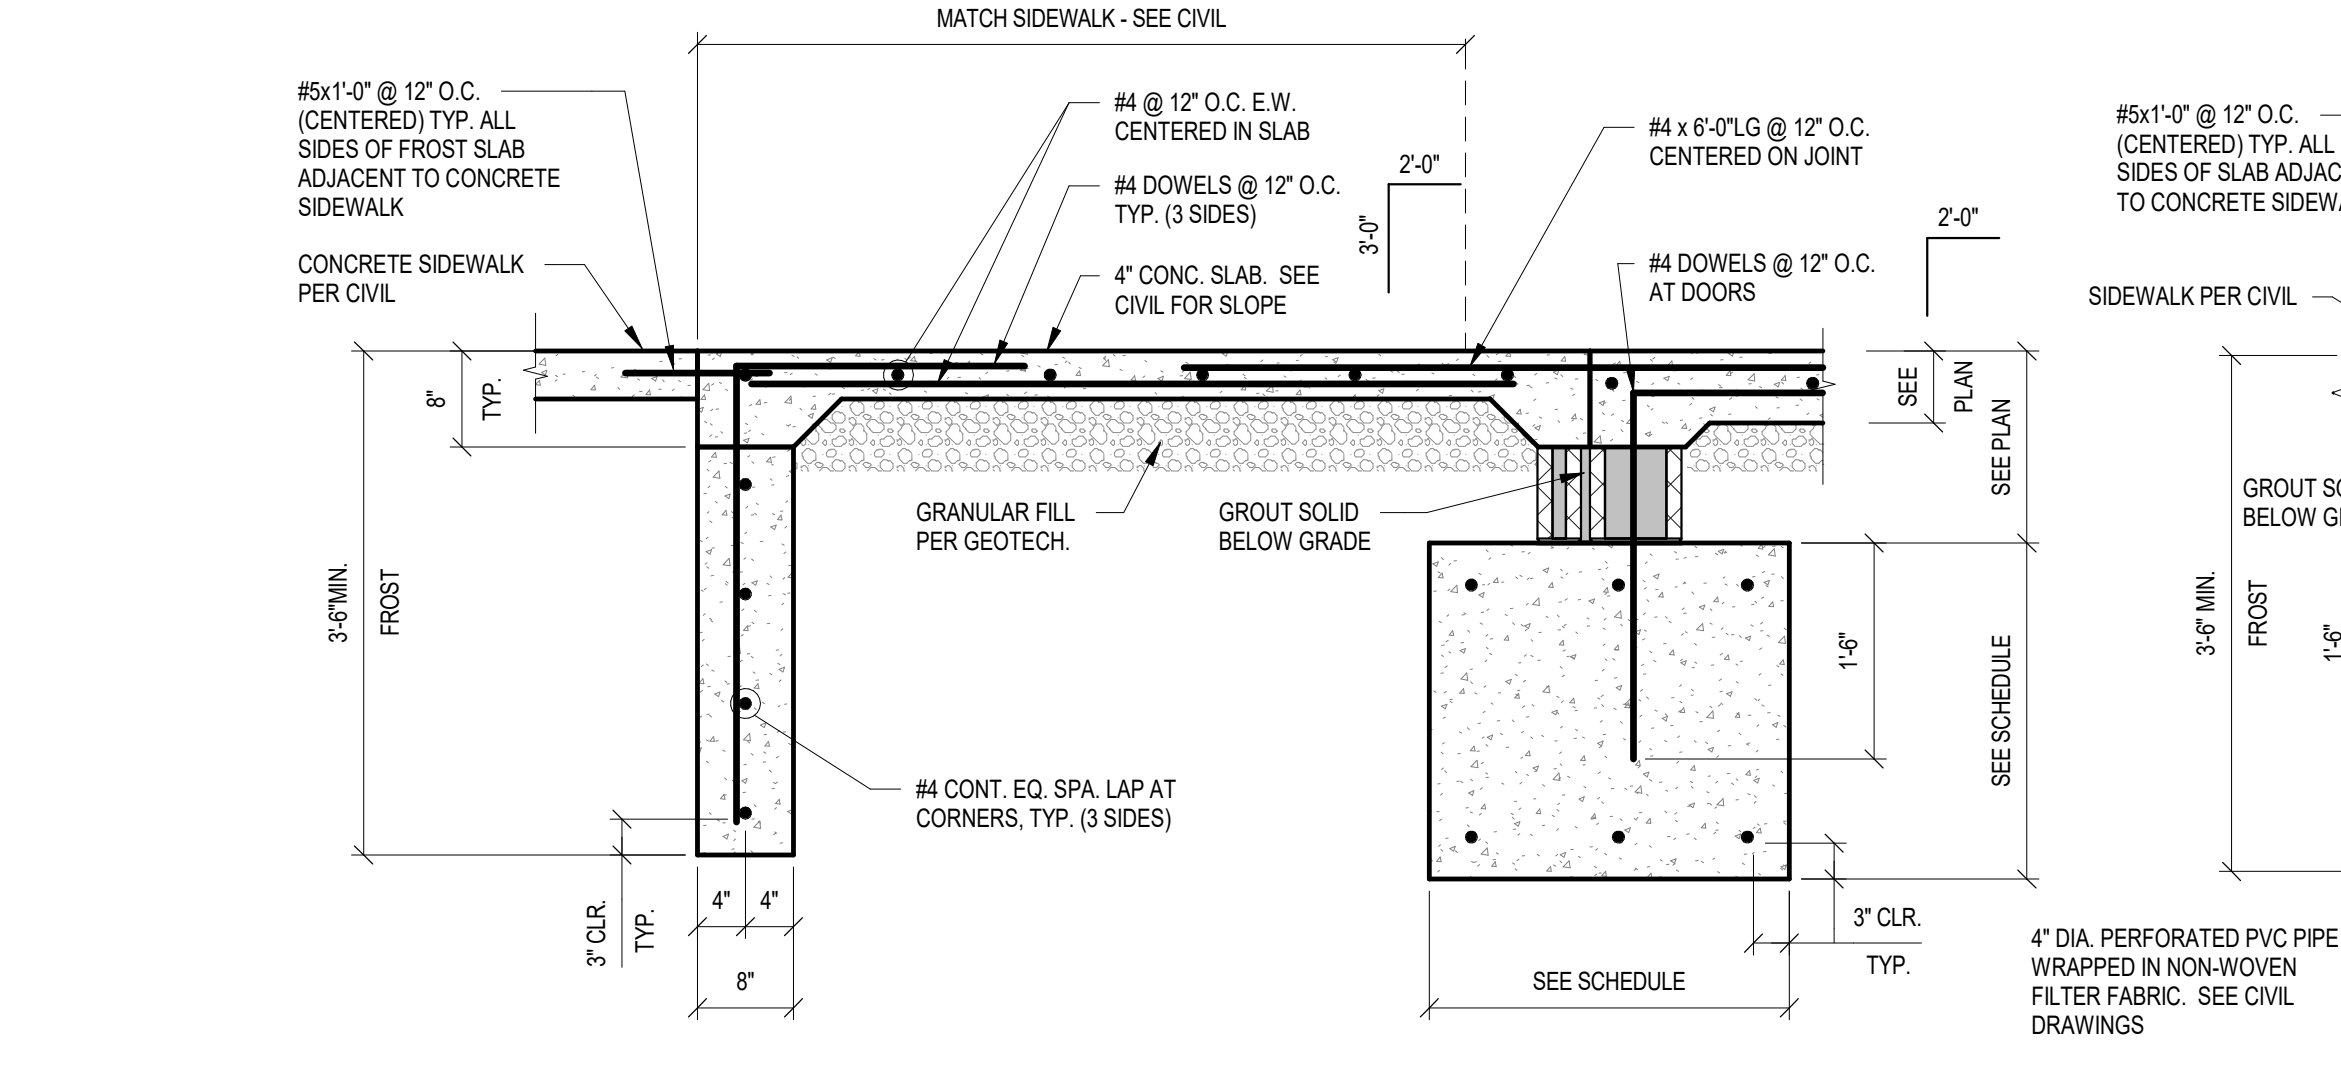 MATCH SIDEWALK - SEE CIVIL
#5x1'-0" @ 12" O.C.
(CENTERED) TYP. ALL
SIDES OF FROST SLAB
ADJACENT TO CONCRETE
SIDEWALK
CONCRETE SIDEWALK
PER CIVIL
#4 @ 12" O.C. E.W.
CENTERED IN SLAB
#4 DOWELS @ 12" O.C.
TYP. (3 SIDES)
4" CONC. SLAB. SEE
CIVIL FOR SLOPE
2'-0"
3'-0"
#4 x 6'-0"LG @ 12" O.C.
CENTERED ON JOINT
#4 DOWELS @ 12" O.C.
AT DOORS
2'-0"
8"
TYP.
3'-6"MIN.
FROST
GRANULAR FILL
PER GEOTECH.
GROUT SOLID
BELOW GRADE
SEE
PLAN
SEE PLAN
1'-6"
SEE SCHEDULE
#4 CONT. EQ. SPA. LAP AT
CORNERS, TYP. (3 SIDES)
3" CLR.
TYP.
4"
4"
8"
SEE SCHEDULE
3" CLR.
TYP.
#5x1'-0" @ 12" O.C.
(CENTERED) TYP. ALL
SIDES OF SLAB ADJAC
TO CONCRETE SIDEWA
SIDEWALK PER CIVIL
GROUT SO
BELOW G
3'-6" MIN.
FROST
1'-6"
4" DIA. PERFORATED PVC PIPE
WRAPPED IN NON-WOVEN
FILTER FABRIC. SEE CIVIL
DRAWINGS